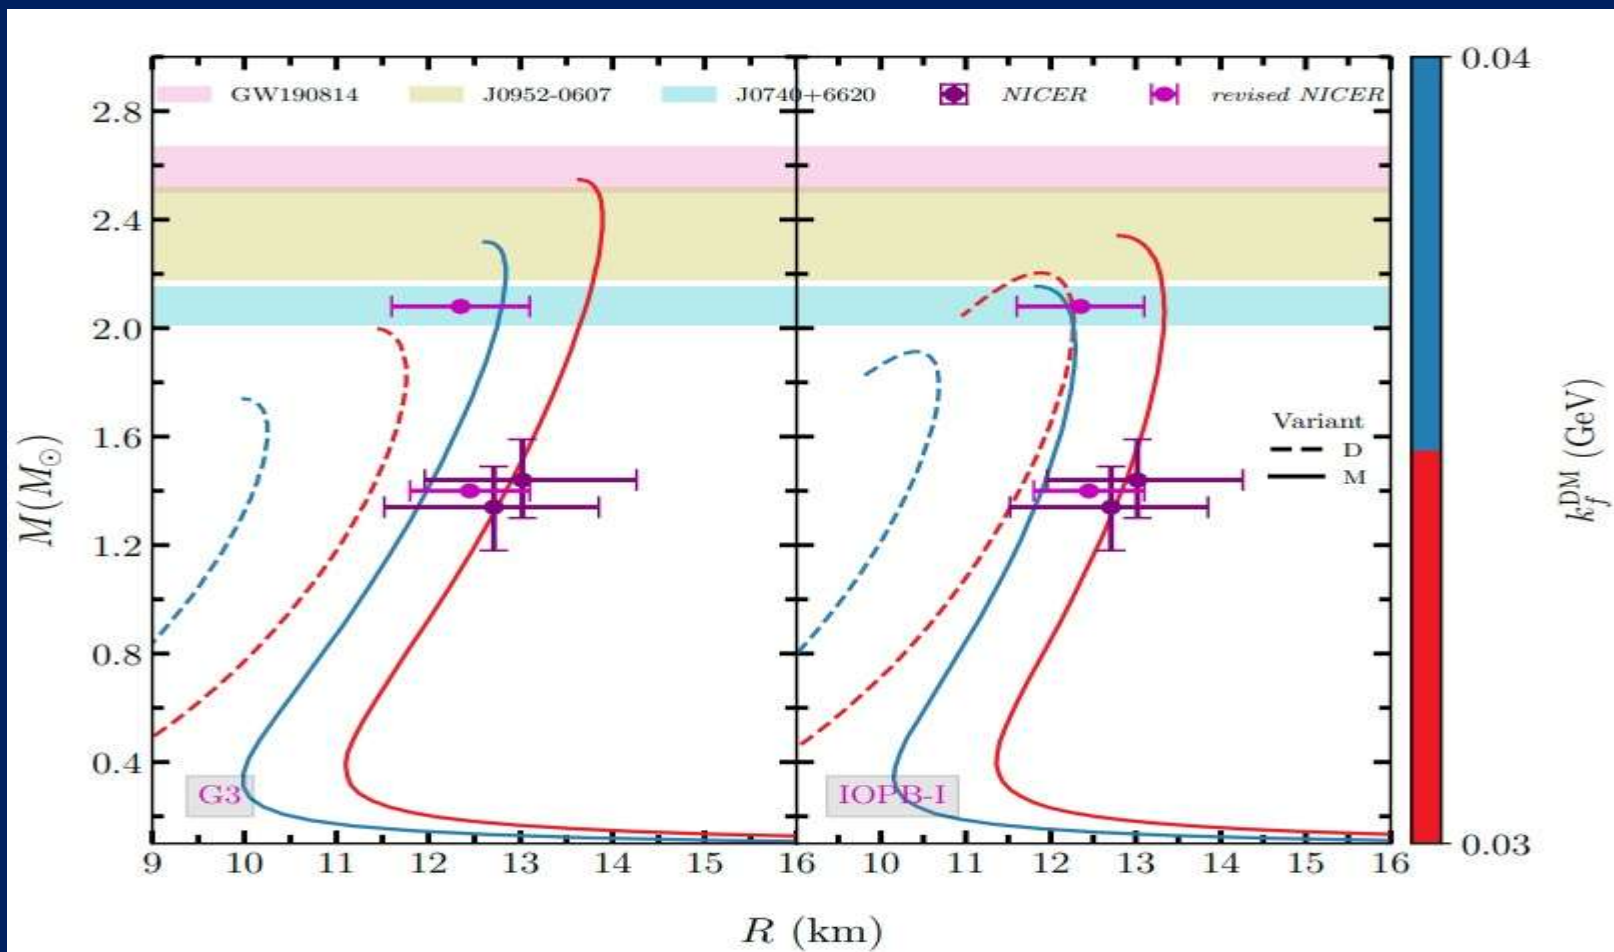 GW190814 J0952-0607 J0740+6620 NICER revised NICER
0.04
2.8
2.4
2.0
1.6
1.2
0.8
0.4
M(M⊙)
Variant
D
M
k_f^DM (GeV)
G3
IOPB-I
0.03
9 10 11 12 13 14 15 16 10 11 12 13 14 15 16
R (km)